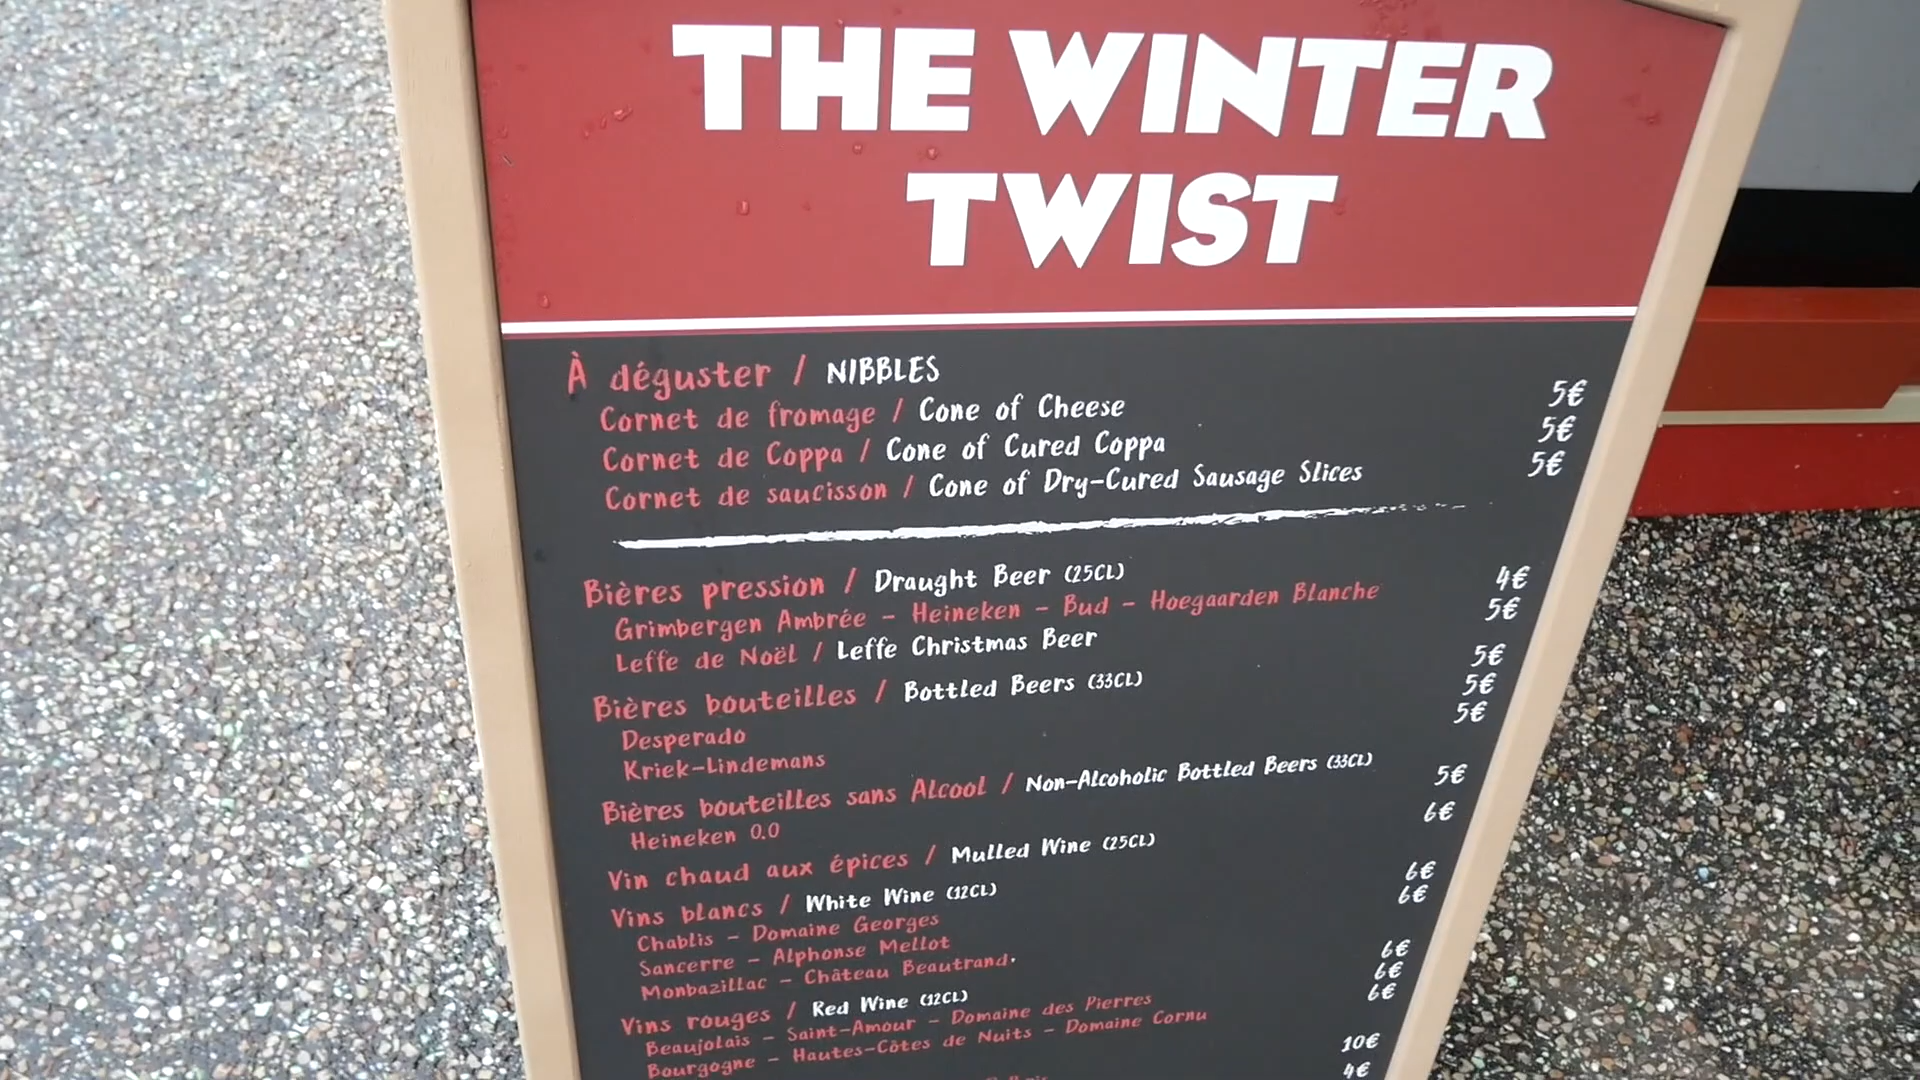 THE WINTER
TWIST
À déguster / NIBBLES
Cornet de fromage / Cone of Cheese
Cornet de Coppa / Cone of Cured Coppa
Cornet de saucisson / Cone of Dry-Cured Sausage Slices
Bières pression / Draught Beer (25CL)
Grimbergen Ambrée - Heineken - Bud - Hoegaarden Blanche
Leffe de Noël / Leffe Christmas Beer
Bières bouteilles / Bottled Beers (33CL)
Desperado
Kriek-Lindemans
Bières bouteilles sans Alcool / Non-Alcoholic Bottled Beers (33CL)
Heineken 0.0
Vin chaud aux épices / Mulled Wine (25CL)
Vins blancs / White Wine (12CL)
Chablis - Domaine Georges
Sancerre - Alphonse Mellot
Monbazillac - Château Beautrand.
Vins rouges / Red Wine (12CL)
Beaujolais - Saint-Amour - Domaine des Pierres
Bourgogne - Hautes-Côtes de Nuits - Domaine Cornu
5€
5€
5€
4€
5€
5€
5€
5€
5€
6€
6€
6€
6€
6€
6€
10€
4€